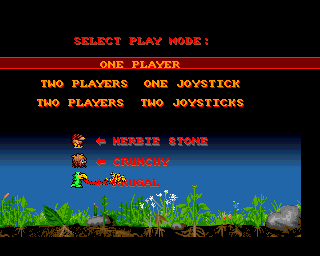 SELECT PLAY MODE:
ONE PLAYER
TWO PLAYERS ONE JOYSTICK
TWO PLAYERS TWO JOYSTICKS
← HERBIE STONE
← CRUNCHY